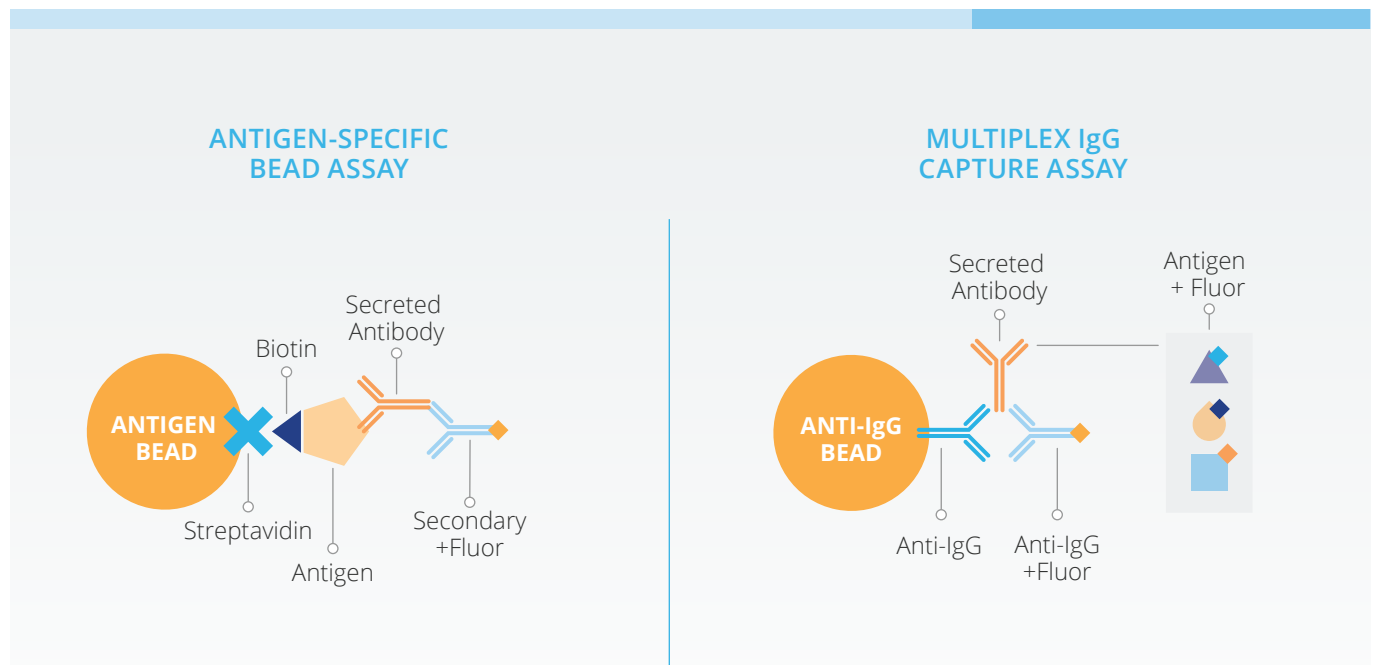 ANTIGEN-SPECIFIC
BEAD ASSAY
Secreted
Antibody
Biotin
ANTIGEN
BEAD
Streptavidin
Antigen
Secondary
+Fluor
MULTIPLEX IgG
CAPTURE ASSAY
Secreted
Antibody
Antigen
+ Fluor
ANTI-IgG
BEAD
Anti-IgG
Anti-IgG
+Fluor